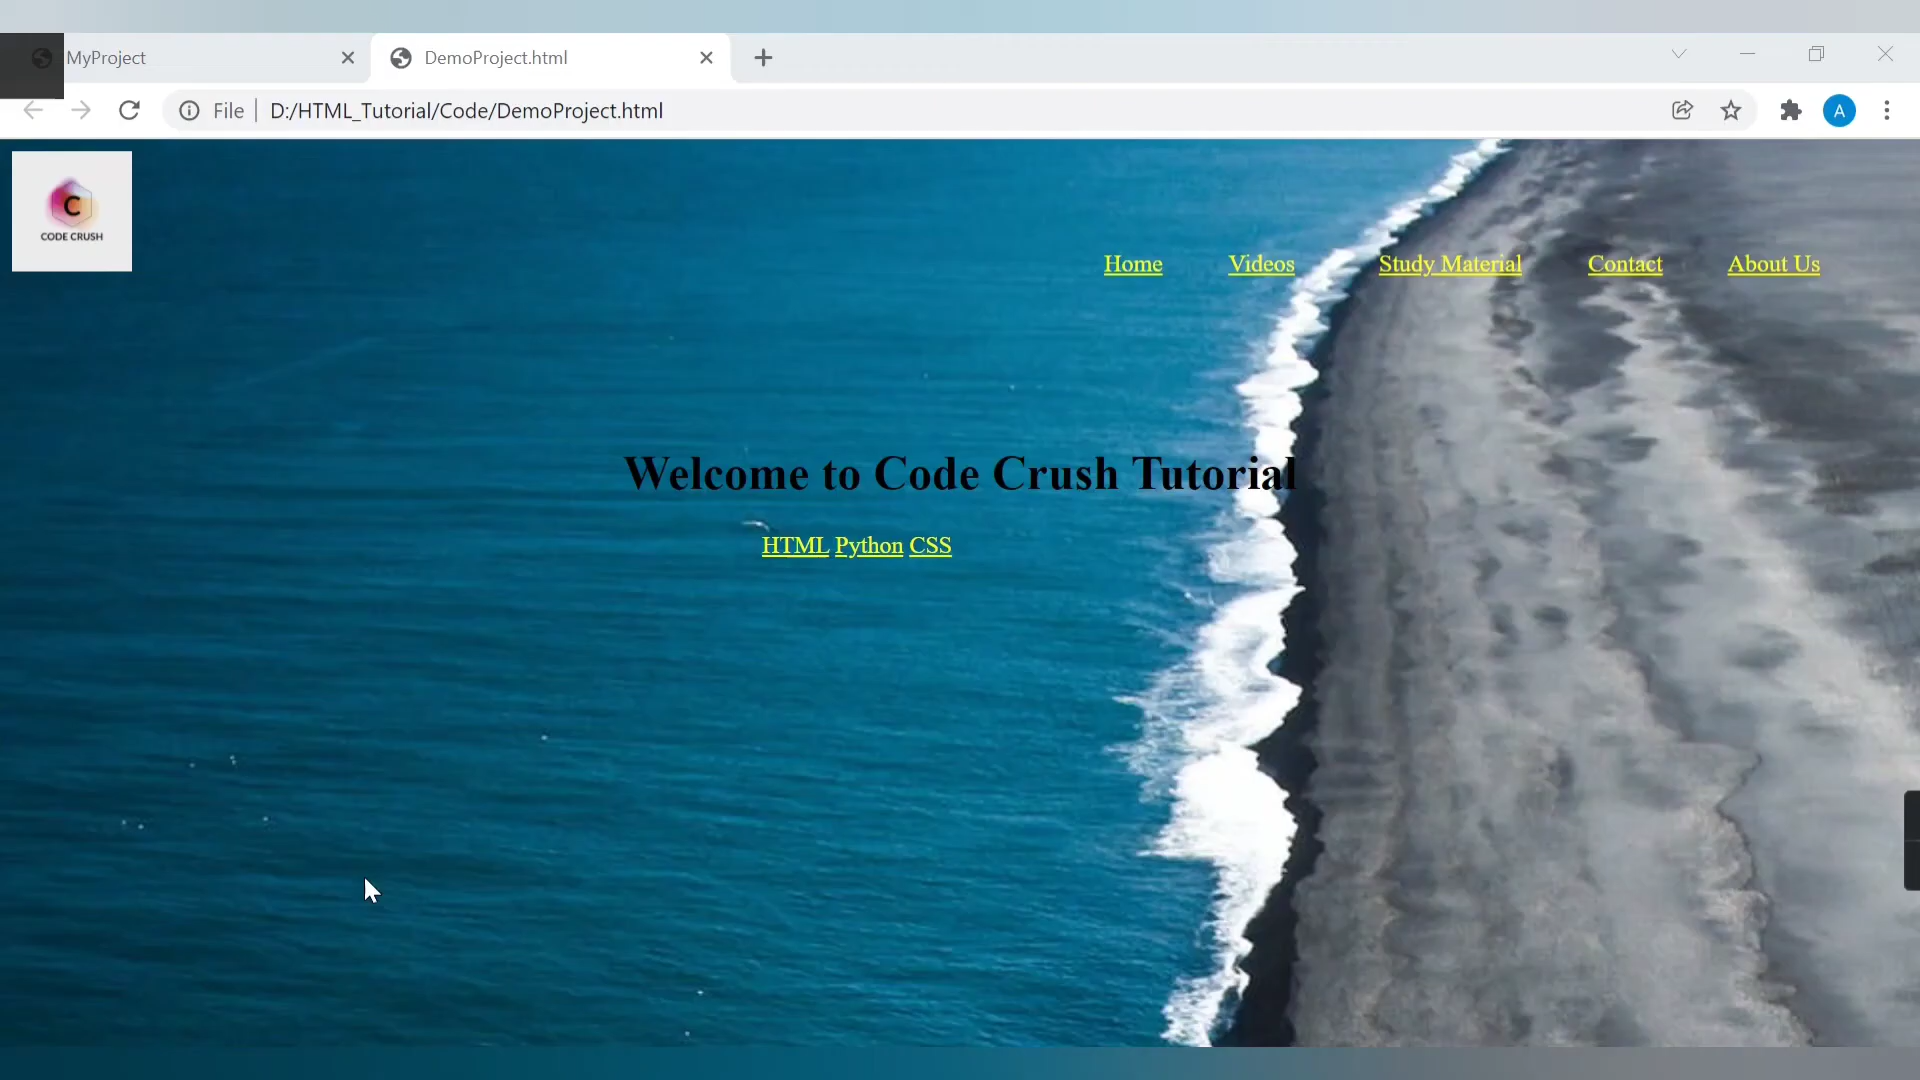 MyProject
DemoProject.html
File
D:/HTML_Tutorial/Code/DemoProject.html
A
C
CODE CRUSH
Home Videos Study Material Contact About Us
Welcome to Code Crush Tutorial
HTML Python CSS